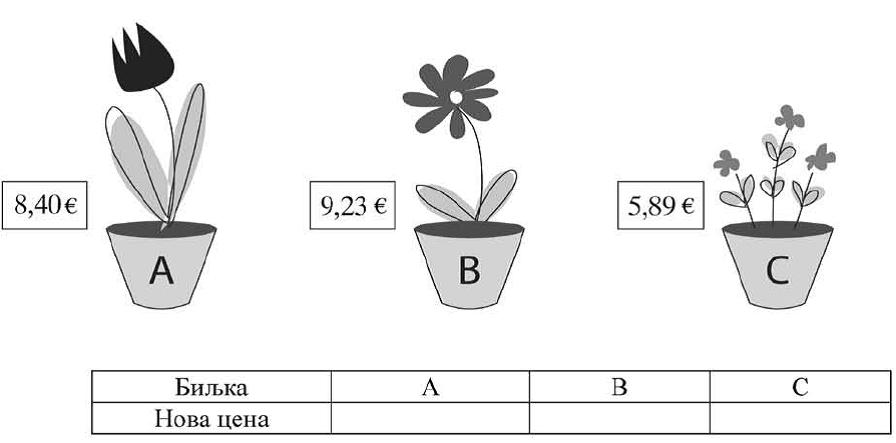 8,40 € 9,23 € 5,89 €
A B C
Биљка A B C
Нова цена